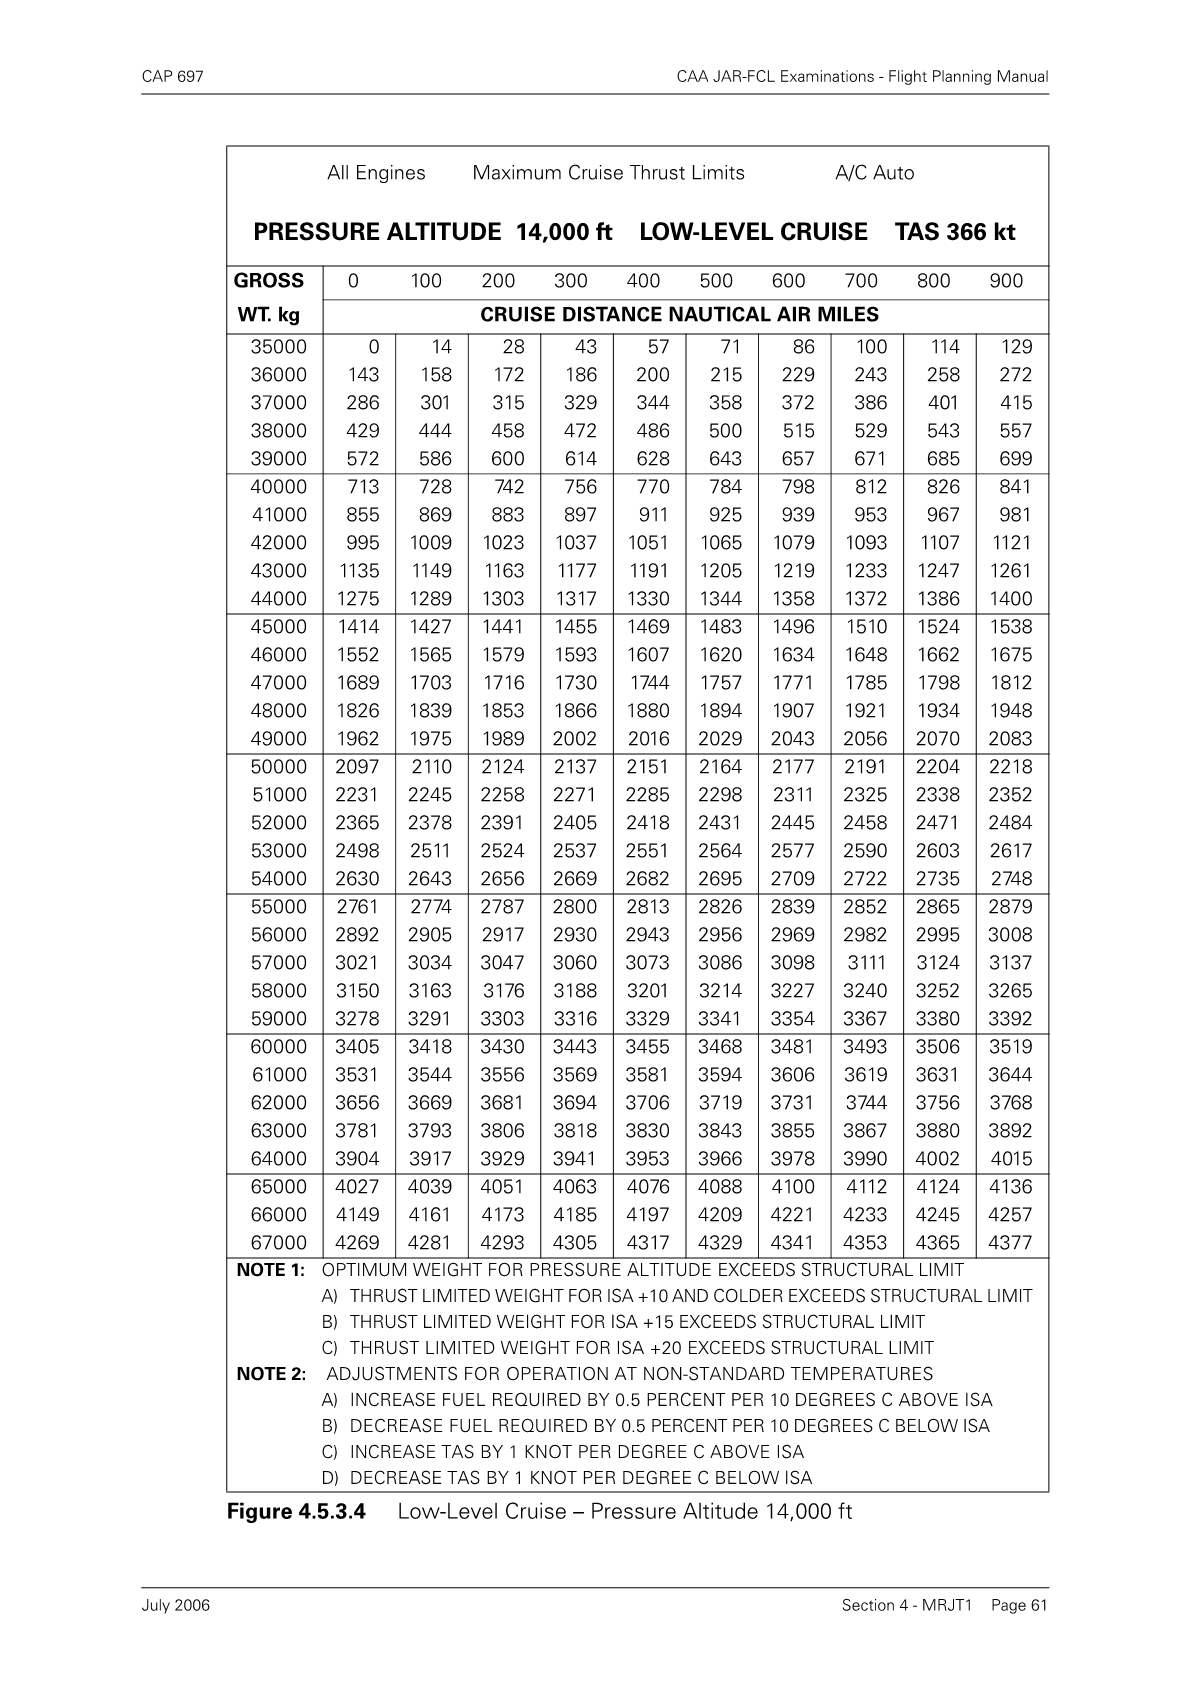 CAP 697 CAA JAR-FCL Examinations - Flight Planning Manual
All Engines Maximum Cruise Thrust Limits A/C Auto
PRESSURE ALTITUDE 14,000 ft LOW-LEVEL CRUISE TAS 366 kt
GROSS 0 100 200 300 400 500 600 700 800 900
WT. kg CRUISE DISTANCE NAUTICAL AIR MILES
35000 0 14 28 43 57 71 86 100 114 129
36000 143 158 172 186 200 215 229 243 258 272
37000 286 301 315 329 344 358 372 386 401 415
38000 429 444 458 472 486 500 515 529 543 557
39000 572 586 600 614 628 643 657 671 685 699
40000 713 728 742 756 770 784 798 812 826 841
41000 855 869 883 897 911 925 939 953 967 981
42000 995 1009 1023 1037 1051 1065 1079 1093 1107 1121
43000 1135 1149 1163 1177 1191 1205 1219 1233 1247 1261
44000 1275 1289 1303 1317 1330 1344 1358 1372 1386 1400
45000 1414 1427 1441 1455 1469 1483 1496 1510 1524 1538
46000 1552 1565 1579 1593 1607 1620 1634 1648 1662 1675
47000 1689 1703 1716 1730 1744 1757 1771 1785 1798 1812
48000 1826 1839 1853 1866 1880 1894 1907 1921 1934 1948
49000 1962 1975 1989 2002 2016 2029 2043 2056 2070 2083
50000 2097 2110 2124 2137 2151 2164 2177 2191 2204 2218
51000 2231 2245 2258 2271 2285 2298 2311 2325 2338 2352
52000 2365 2378 2391 2405 2418 2431 2445 2458 2471 2484
53000 2498 2511 2524 2537 2551 2564 2577 2590 2603 2617
54000 2630 2643 2656 2669 2682 2695 2709 2722 2735 2748
55000 2761 2774 2787 2800 2813 2826 2839 2852 2865 2879
56000 2892 2905 2917 2930 2943 2956 2969 2982 2995 3008
57000 3021 3034 3047 3060 3073 3086 3098 3111 3124 3137
58000 3150 3163 3176 3188 3201 3214 3227 3240 3252 3265
59000 3278 3291 3303 3316 3329 3341 3354 3367 3380 3392
60000 3405 3418 3430 3443 3455 3468 3481 3493 3506 3519
61000 3531 3544 3556 3569 3581 3594 3606 3619 3631 3644
62000 3656 3669 3681 3694 3706 3719 3731 3744 3756 3768
63000 3781 3793 3806 3818 3830 3843 3855 3867 3880 3892
64000 3904 3917 3929 3941 3953 3966 3978 3990 4002 4015
65000 4027 4039 4051 4063 4076 4088 4100 4112 4124 4136
66000 4149 4161 4173 4185 4197 4209 4221 4233 4245 4257
67000 4269 4281 4293 4305 4317 4329 4341 4353 4365 4377
NOTE 1: OPTIMUM WEIGHT FOR PRESSURE ALTITUDE EXCEEDS STRUCTURAL LIMIT
A) THRUST LIMITED WEIGHT FOR ISA +10 AND COLDER EXCEEDS STRUCTURAL LIMIT
B) THRUST LIMITED WEIGHT FOR ISA +15 EXCEEDS STRUCTURAL LIMIT
C) THRUST LIMITED WEIGHT FOR ISA +20 EXCEEDS STRUCTURAL LIMIT
NOTE 2: ADJUSTMENTS FOR OPERATION AT NON-STANDARD TEMPERATURES
A) INCREASE FUEL REQUIRED BY 0.5 PERCENT PER 10 DEGREES C ABOVE ISA
B) DECREASE FUEL REQUIRED BY 0.5 PERCENT PER 10 DEGREES C BELOW ISA
C) INCREASE TAS BY 1 KNOT PER DEGREE C ABOVE ISA
D) DECREASE TAS BY 1 KNOT PER DEGREE C BELOW ISA
Figure 4.5.3.4 Low-Level Cruise – Pressure Altitude 14,000 ft
July 2006 Section 4 - MRJT1 Page 61